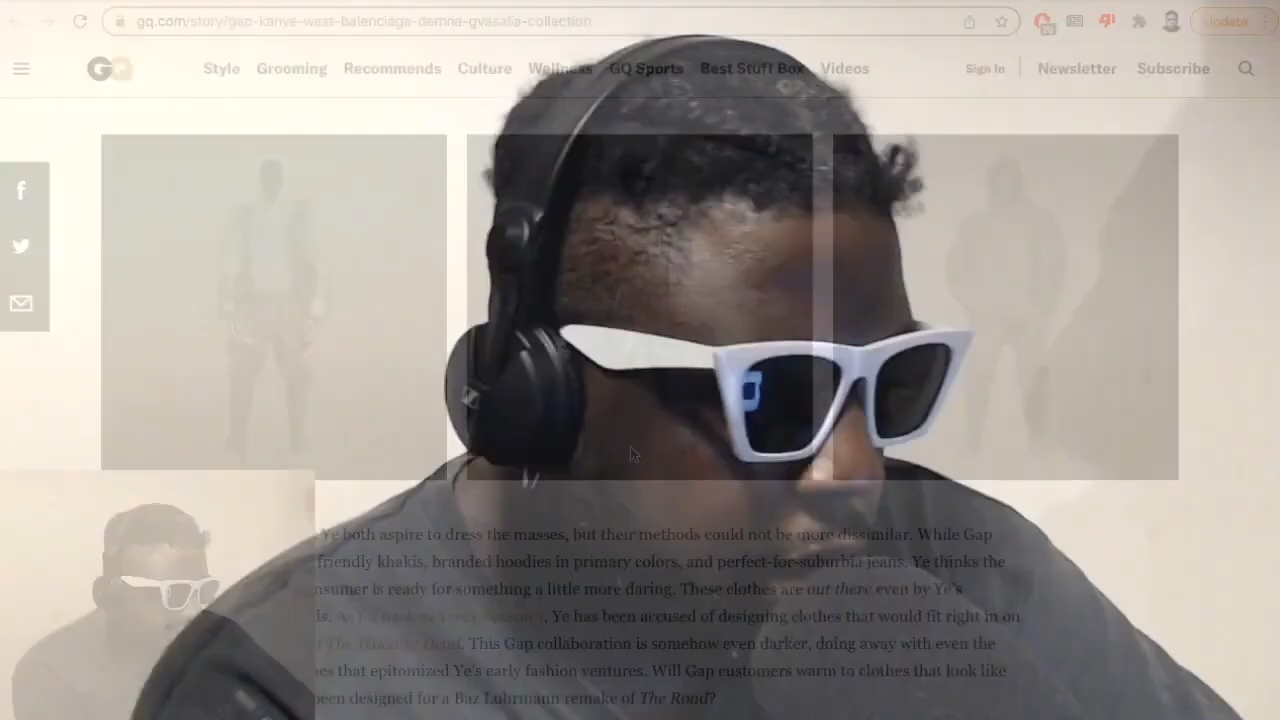 gq.com/story/gap-kanye-west-balenciaga-demna-gvasalia-collection
Update
GQ
Style Grooming Recommends Culture Wellness GQ Sports Best Stuff Box Videos Sign In Newsletter Subscribe
Ye both aspire to dress the masses, but their methods could not be more dissimilar. While Gap
friendly khakis, branded hoodies in primary colors, and perfect-for-suburbia jeans. Ye thinks the
is ready for something a little more daring. These clothes are out there even by Ye's
Ye has been accused of designing clothes that would fit right in on
The Walking Dead. This Gap collaboration is somehow even darker, doing away with even the
that epitomized Ye's early fashion ventures. Will Gap customers warm to clothes that look like
been designed for a Baz Luhrmann remake of The Road?